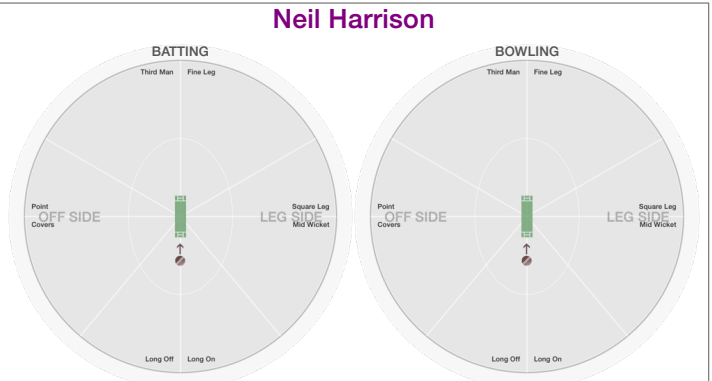 Neil Harrison
BATTING
Third Man Fine Leg
Point
OFF SIDE
Covers
Square Leg
LEG SIDE
Mid Wicket
Long Off Long On
BOWLING
Third Man Fine Leg
Point
OFF SIDE
Covers
Square Leg
LEG SIDE
Mid Wicket
Long Off Long On